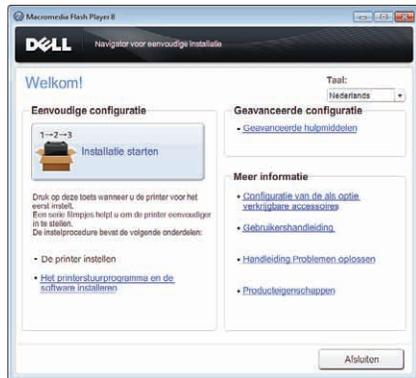 Macromedia Flash Player 8
DELL
Navigator voor eenvoudige installatie
Welkom!
Taal:
Nederlands
Eenvoudige configuratie
1→2→3
Installatie starten
Druk op deze toets wanneer u de printer voor het
eerst instelt.
Een serie filmpjes helpt u om de printer eenvoudiger
in te stellen.
De instelprocedure bevat de volgende onderdelen:
- De printer instellen
• Het printerstuurprogramma en de
software installeren
Geavanceerde configuratie
• Geavanceerde hulpmiddelen
Meer informatie
• Configuratie van de als optie
verkrijgbare accessoires
• Gebruikershandleiding
• Handleiding Problemen oplossen
• Producteigenschappen
Afsluiten